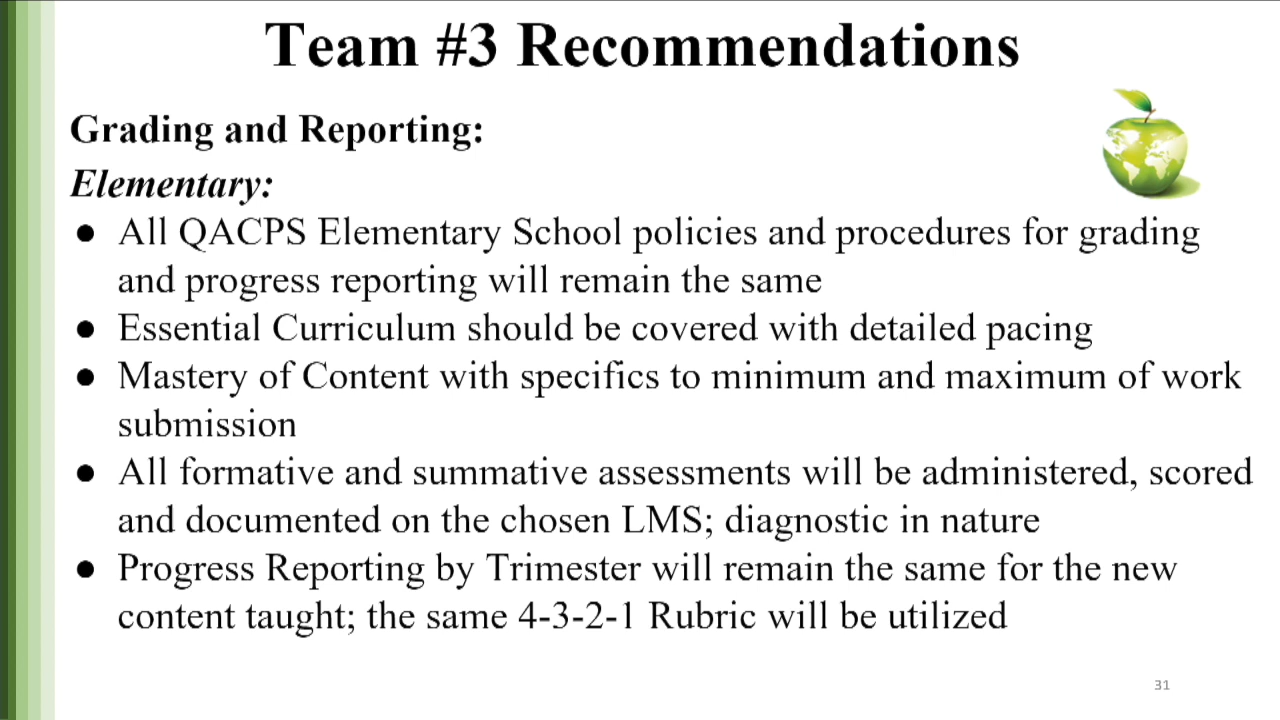 Team #3 Recommendations
Grading and Reporting:
Elementary:
● All QACPS Elementary School policies and procedures for grading
and progress reporting will remain the same
● Essential Curriculum should be covered with detailed pacing
● Mastery of Content with specifics to minimum and maximum of work
submission
● All formative and summative assessments will be administered, scored
and documented on the chosen LMS; diagnostic in nature
● Progress Reporting by Trimester will remain the same for the new
content taught; the same 4-3-2-1 Rubric will be utilized
31